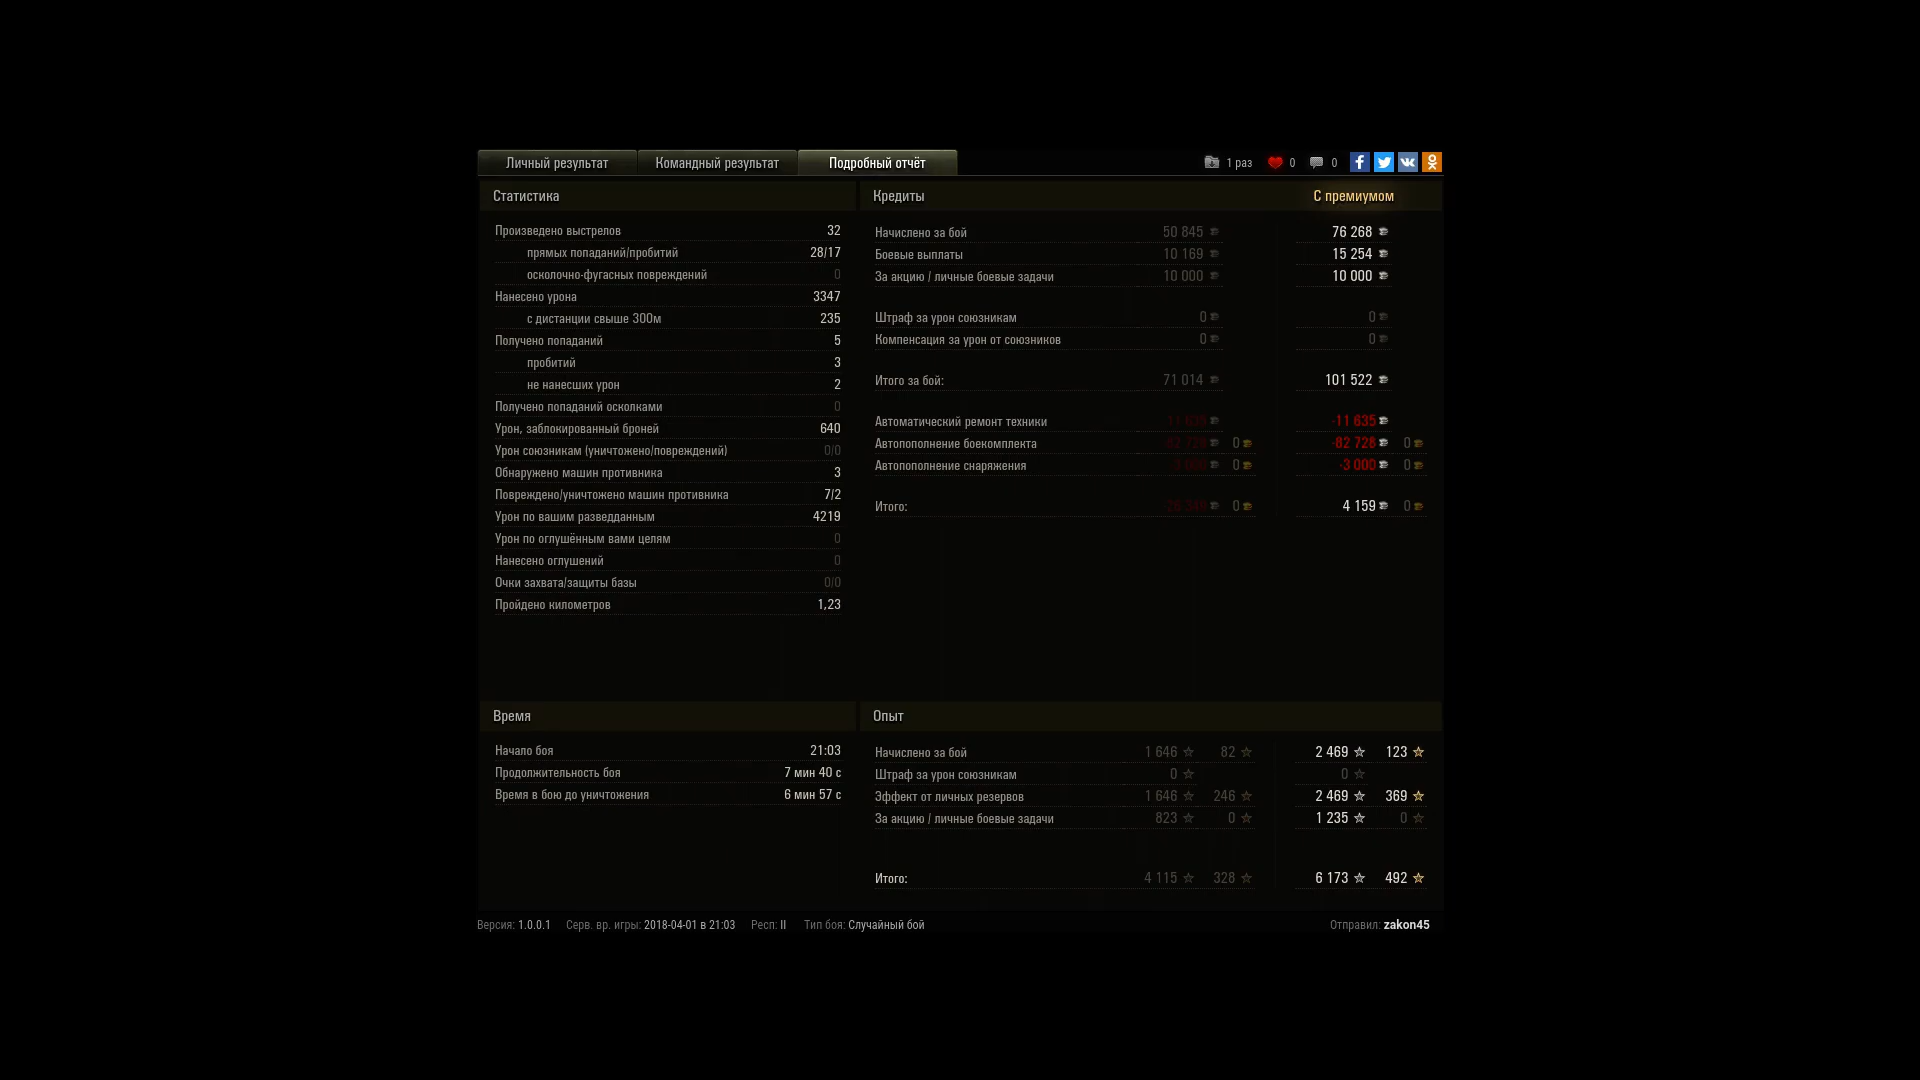 Личный результат Командный результат Подробный отчёт 1 раз 0 0
Статистика
Произведено выстрелов 32
прямых попаданий/пробитий 28/17
осколочно-фугасных повреждений 0
Нанесено урона 3347
с дистанции свыше 300м 235
Получено попаданий 5
пробитий 3
не нанесших урон 2
Получено попаданий осколками 0
Урон, заблокированный бронёй 640
Урон союзникам (уничтожено/повреждений) 0/0
Обнаружено машин противника 3
Повреждено/уничтожено машин противника 7/2
Урон по вашим разведданным 4219
Урон по оглушённым вами целям 0
Нанесено оглушений 0
Очки захвата/защиты базы 0/0
Пройдено километров 1,23
Кредиты С премиумом
Начислено за бой 50 845 76 268
Боевые выплаты 10 169 15 254
За акцию / личные боевые задачи 10 000 10 000
Штраф за урон союзникам 0 0
Компенсация за урон от союзников 0 0
Итого за бой: 71 014 101 522
Автоматический ремонт техники -11 635 -11 635
Автопополнение боекомплекта -82 728 0 -82 728 0
Автопополнение снаряжения -3 000 0 -3 000 0
Итого: 0 4 159 0
Время
Начало боя 21:03
Продолжительность боя 7 мин 40 с
Время в бою до уничтожения 6 мин 57 с
Опыт
Начислено за бой 1 646 82 2 469 123
Штраф за урон союзникам 0 0
Эффект от личных резервов 1 646 246 2 469 369
За акцию / личные боевые задачи 823 0 1 235 0
Итого: 4 115 328 6 173 492
Версия: 1.0.0.1 Серв. вр. игры: 2018-04-01 в 21:03 Респ: II Тип боя: Случайный бой Отправил: zakon45